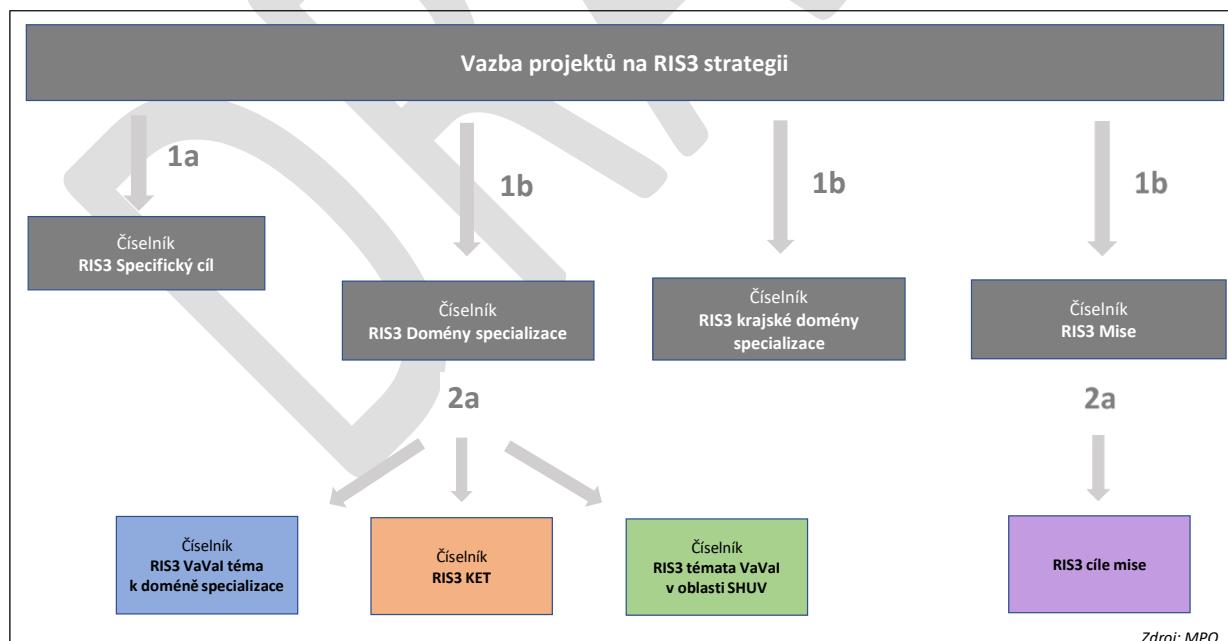 Vazba projektů na RIS3 strategii
1a
1b
1b
1b
Číselník
RIS3 Specifický cíl
Číselník
RIS3 Domény specializace
Číselník
RIS3 krajské domény
specializace
Číselník
RIS3 Mise
2a
2a
Číselník
RIS3 VaVaI téma
k doméně specializace
Číselník
RIS3 KET
Číselník
RIS3 témata VaVaI
v oblasti SHUV
RIS3 cíle mise
Zdroj: MPO